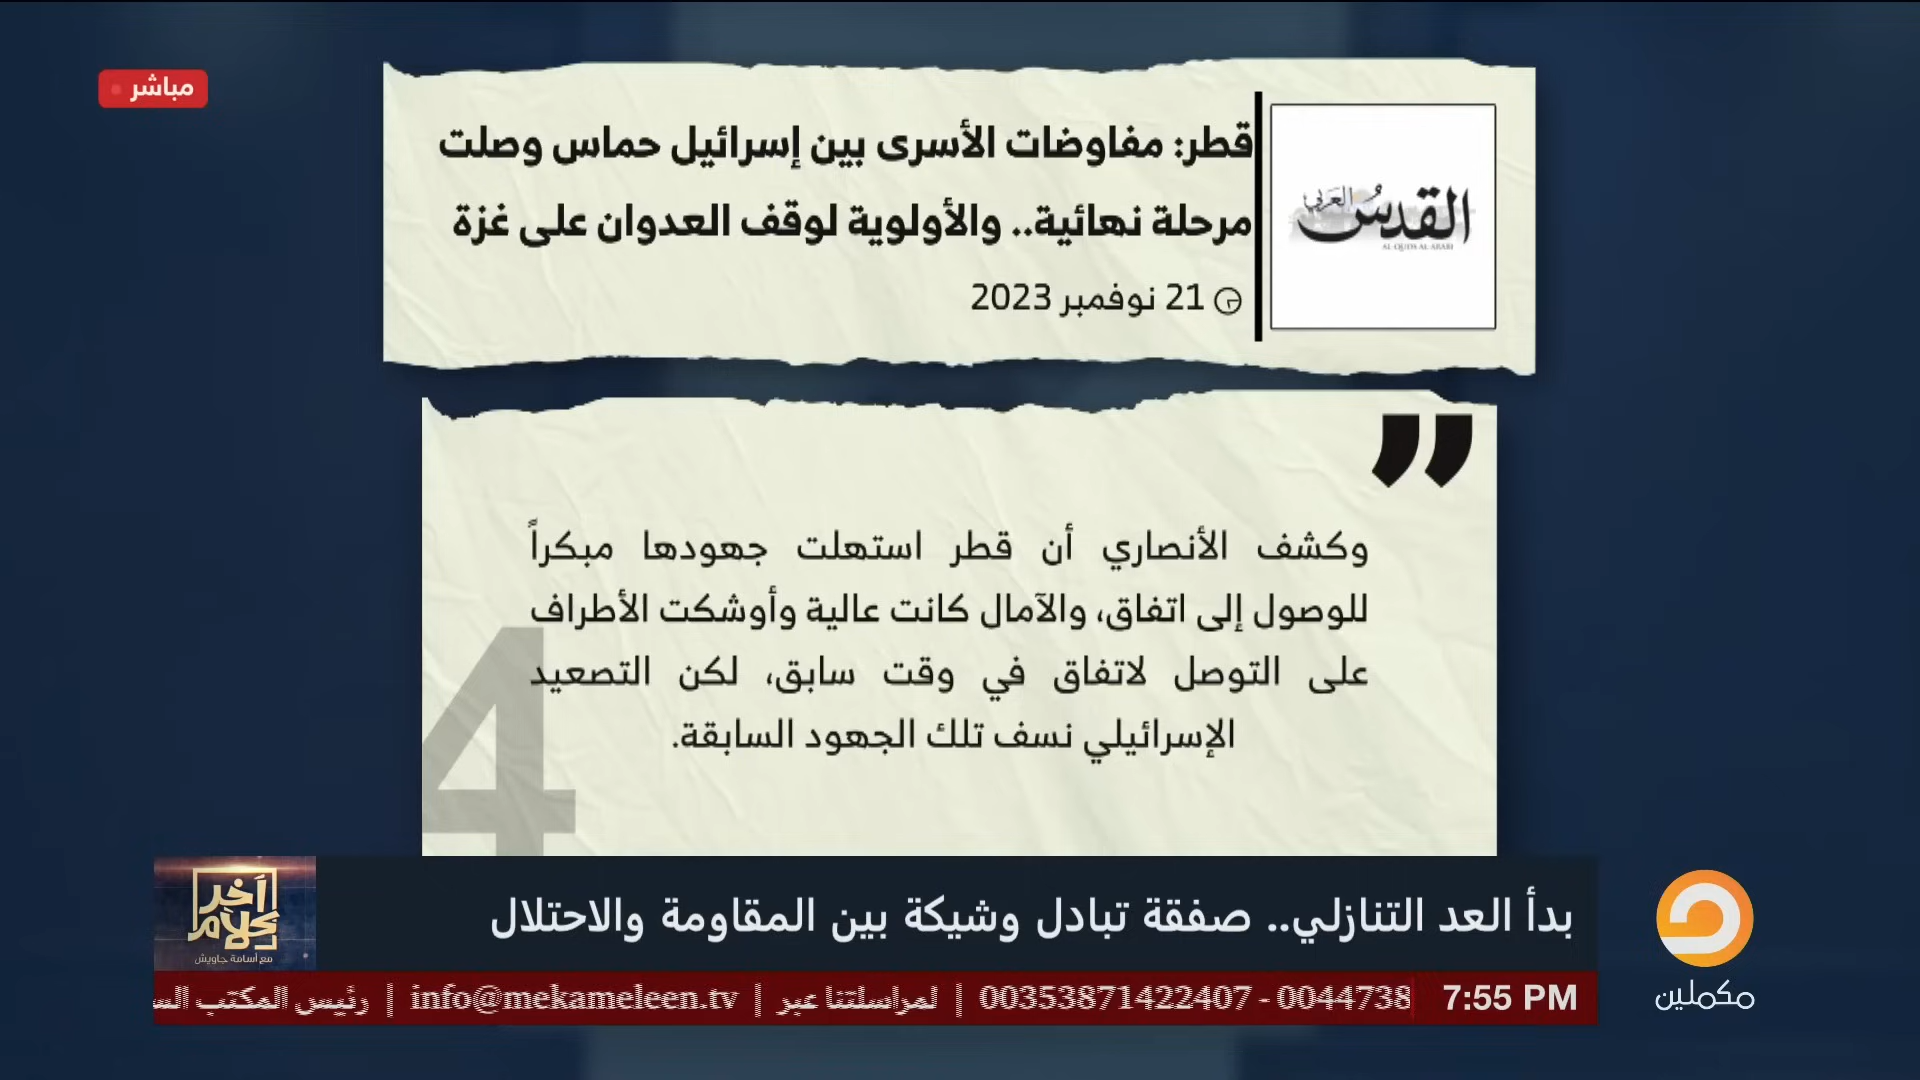 مباشر
قطر: مفاوضات الأسرى بين إسرائيل حماس وصلت
مرحلة نهائية.. والأولوية لوقف العدوان على غزة
21 نوفمبر 2023
القدس العربي
AL-QUDS AL-ARABI
”
وكشف الأنصاري أن قطر استهلت جهودها مبكراً
للوصول إلى اتفاق، والآمال كانت عالية وأوشكت الأطراف
على التوصل لاتفاق في وقت سابق، لكن التصعيد
الإسرائيلي نسف تلك الجهود السابقة.
4
بدأ العد التنازلي.. صفقة تبادل وشيكة بين المقاومة والاحتلال
آخر كلام
مع أسامة جاويش
7:55 PM
0044738 - 00353871422407 | لمراسلتنا عبر | info@mekameleen.tv | رئيس المكتب
مكملين